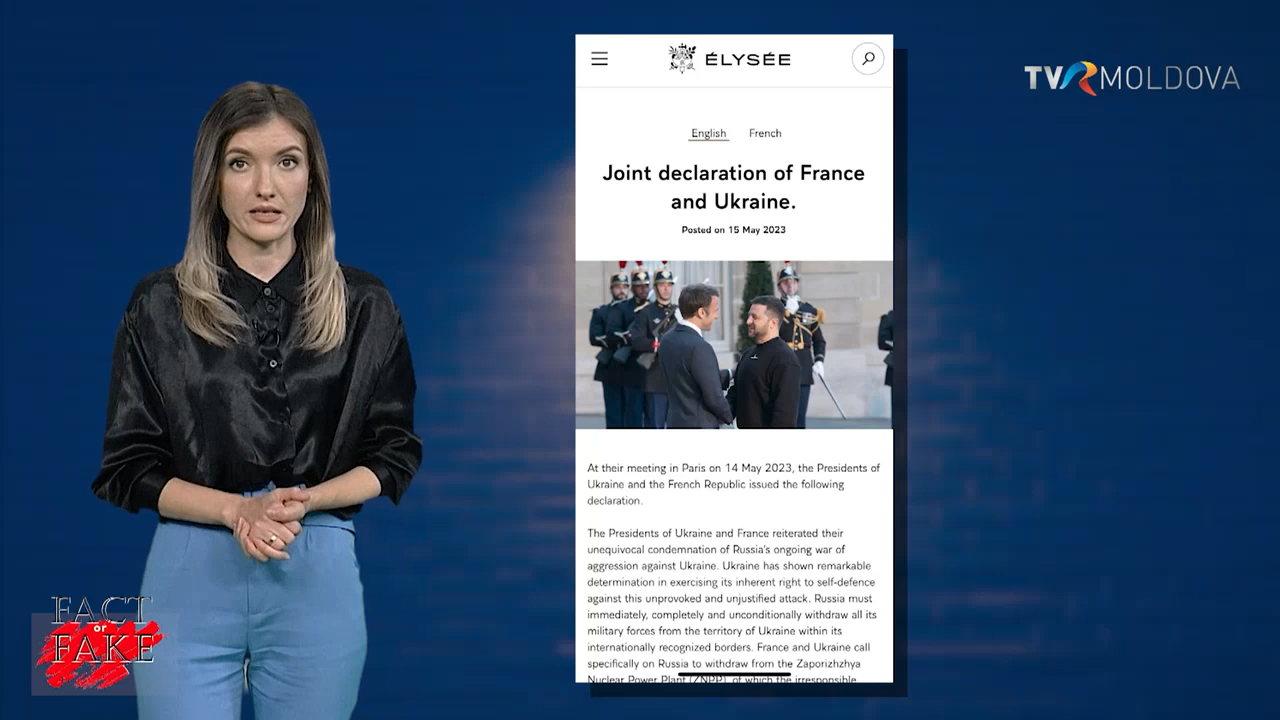 ÉLYSÉE
TVR MOLDOVA
English French
Joint declaration of France
and Ukraine.
Posted on 15 May 2023
At their meeting in Paris on 14 May 2023, the Presidents of
Ukraine and the French Republic issued the following
declaration.
The Presidents of Ukraine and France reiterated their
unequivocal condemnation of Russia's ongoing war of
aggression against Ukraine. Ukraine has shown remarkable
determination in exercising its inherent right to self-defence
against this unprovoked and unjustified attack. Russia must
immediately, completely and unconditionally withdraw all its
military forces from the territory of Ukraine within its
internationally recognized borders. France and Ukraine call
specifically on Russia to withdraw from the Zaporizhzhya
Nuclear Power Plant (ZNPP), of which the irresponsible
FACT
or
FAKE